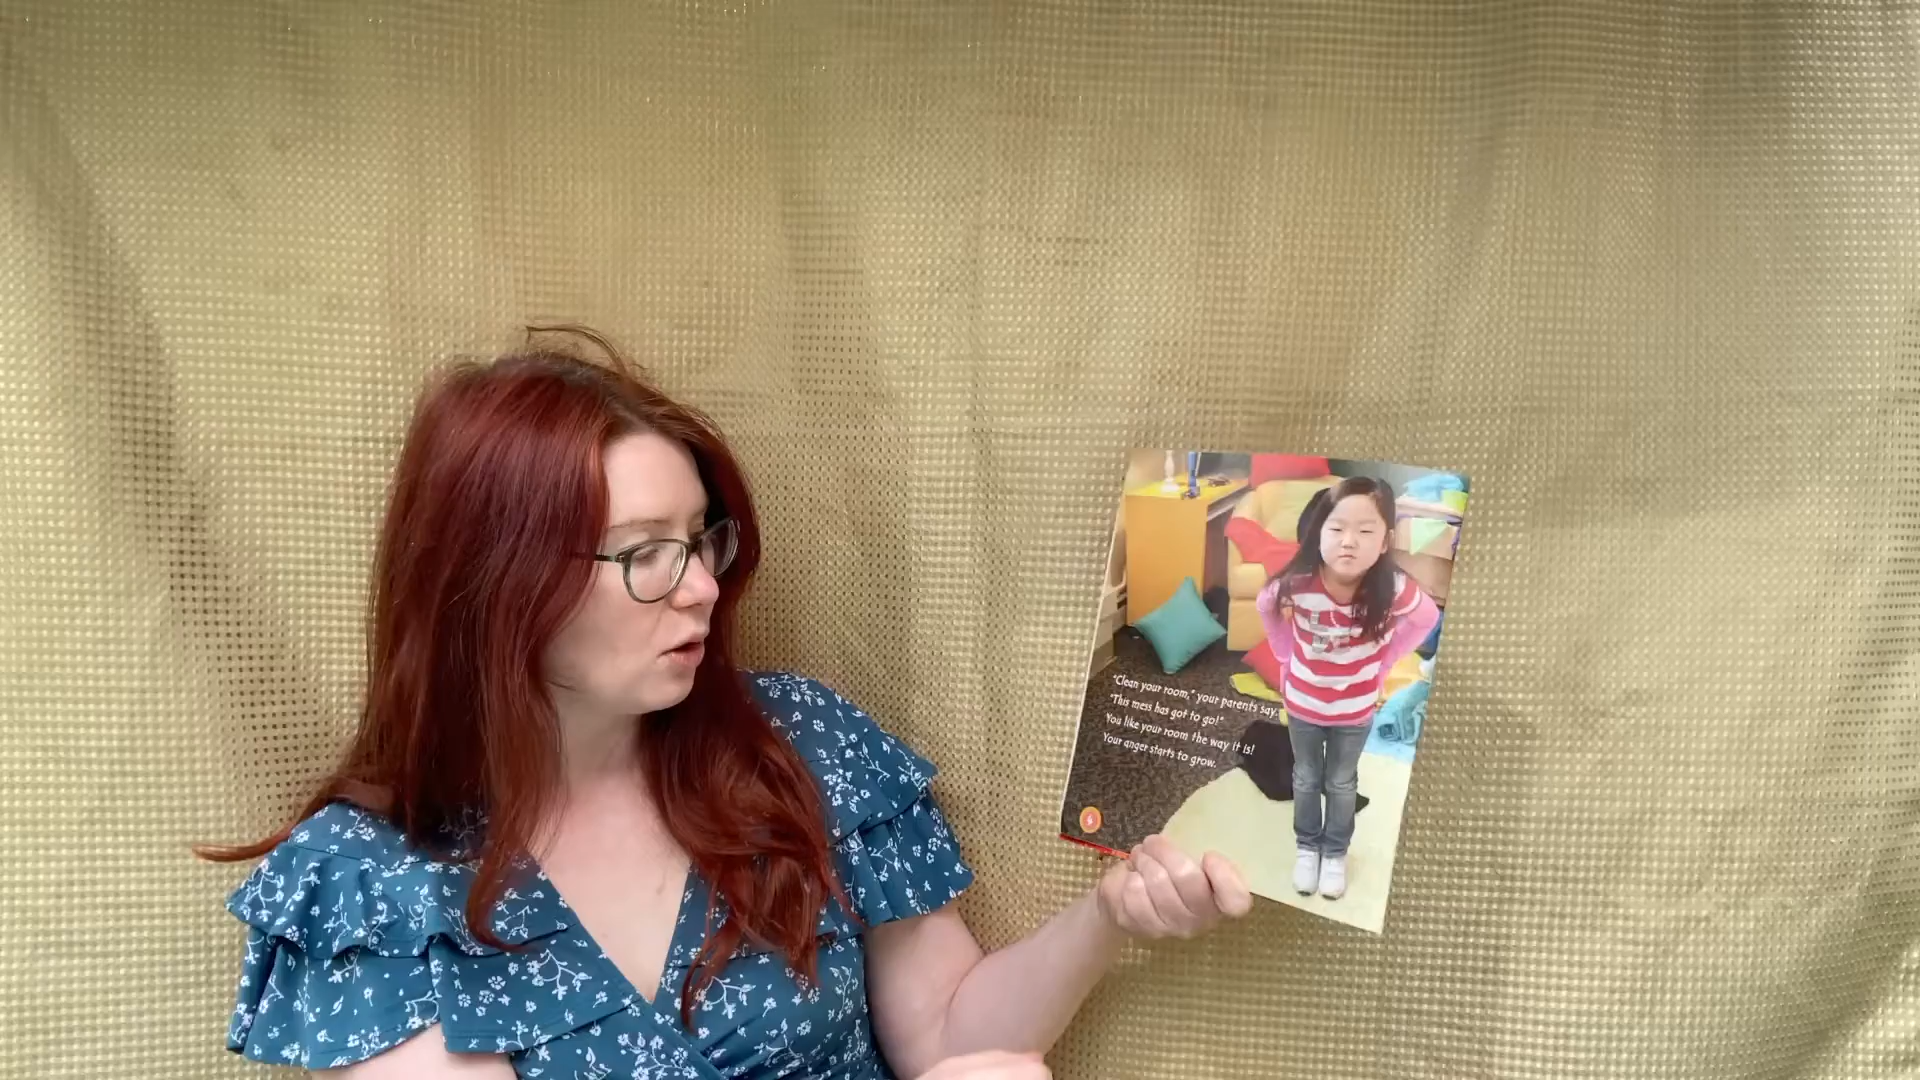 "Clean your room," your parents say.
"This mess has got to go!"
You like your room the way it is!
Your anger starts to grow.